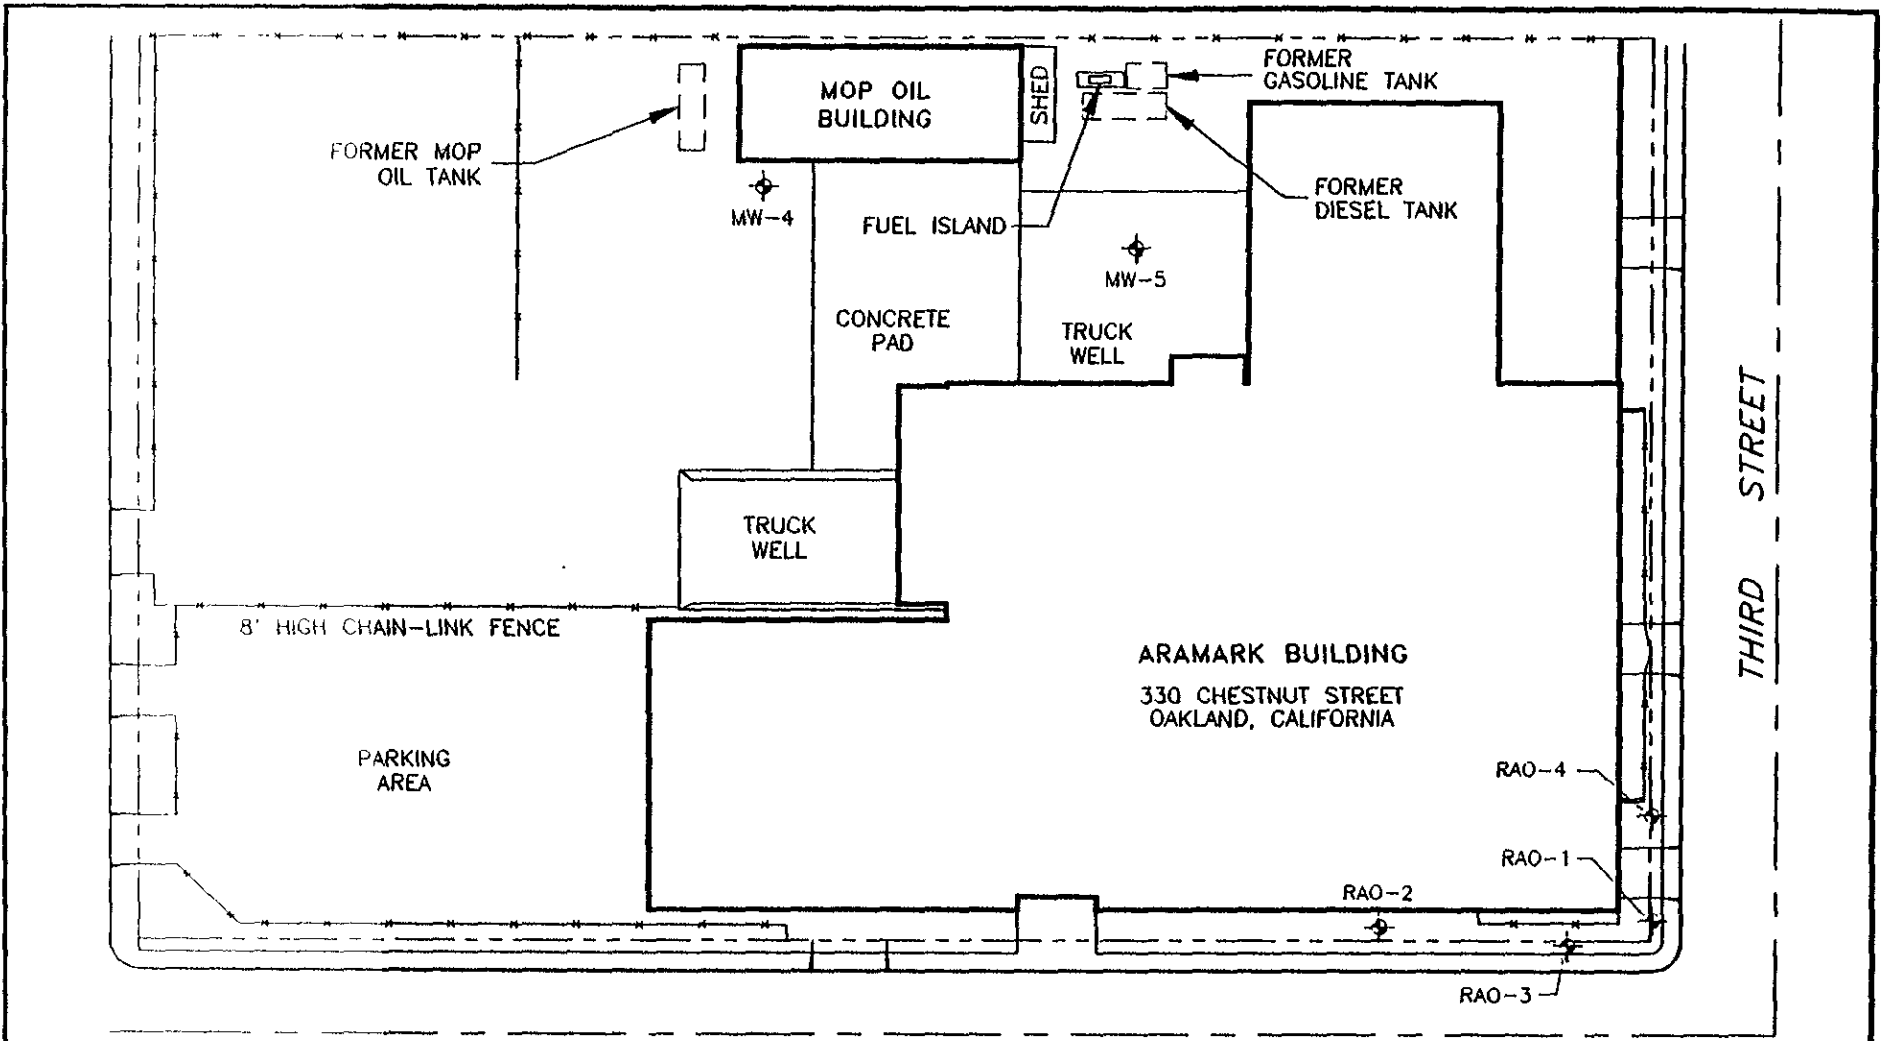 FORMER
GASOLINE TANK
MOP OIL
BUILDING
SHED
FORMER MOP
OIL TANK
FORMER
DIESEL TANK
MW-4
FUEL ISLAND
MW-5
CONCRETE
PAD
TRUCK
WELL
THIRD STREET
TRUCK
WELL
8' HIGH CHAIN-LINK FENCE
ARAMARK BUILDING
330 CHESTNUT STREET
OAKLAND, CALIFORNIA
PARKING
AREA
RAO-4
RAO-1
RAO-2
RAO-3